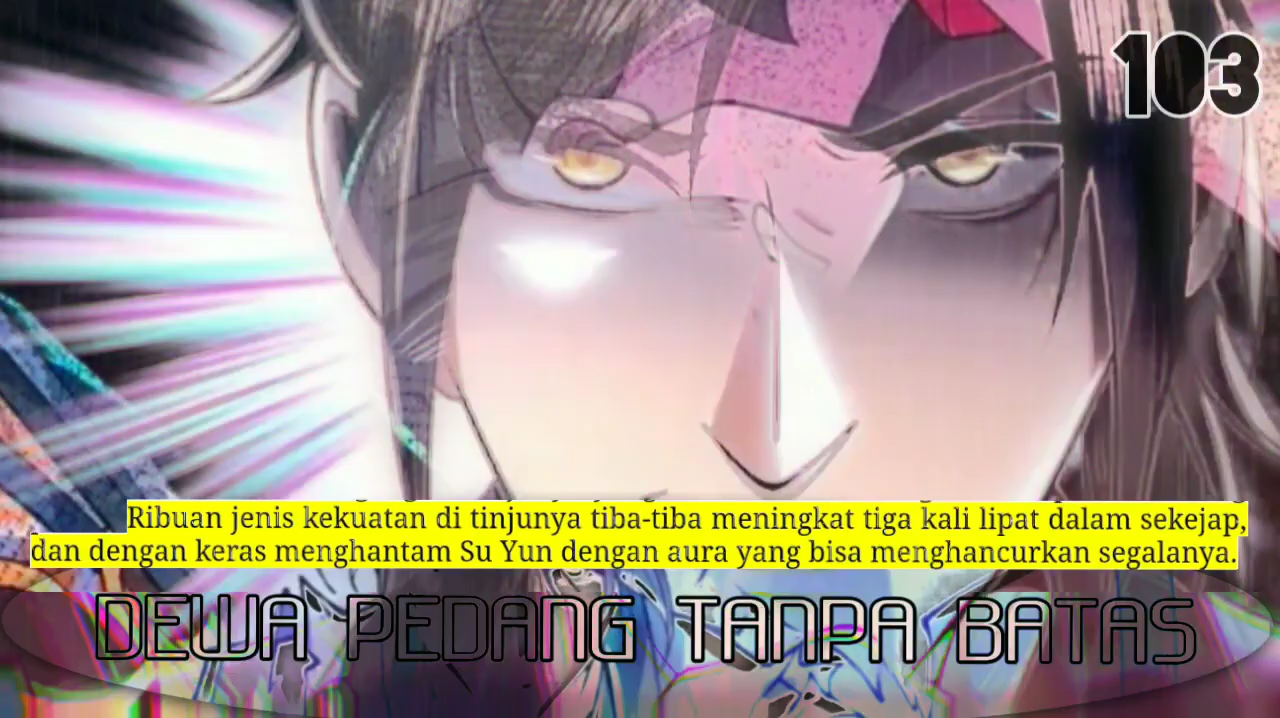 103
Ribuan jenis kekuatan di tinjunya tiba-tiba meningkat tiga kali lipat dalam sekejap,
dan dengan keras menghantam Su Yun dengan aura yang bisa menghancurkan segalanya.
DEWA PEDANG TANPA BATAS